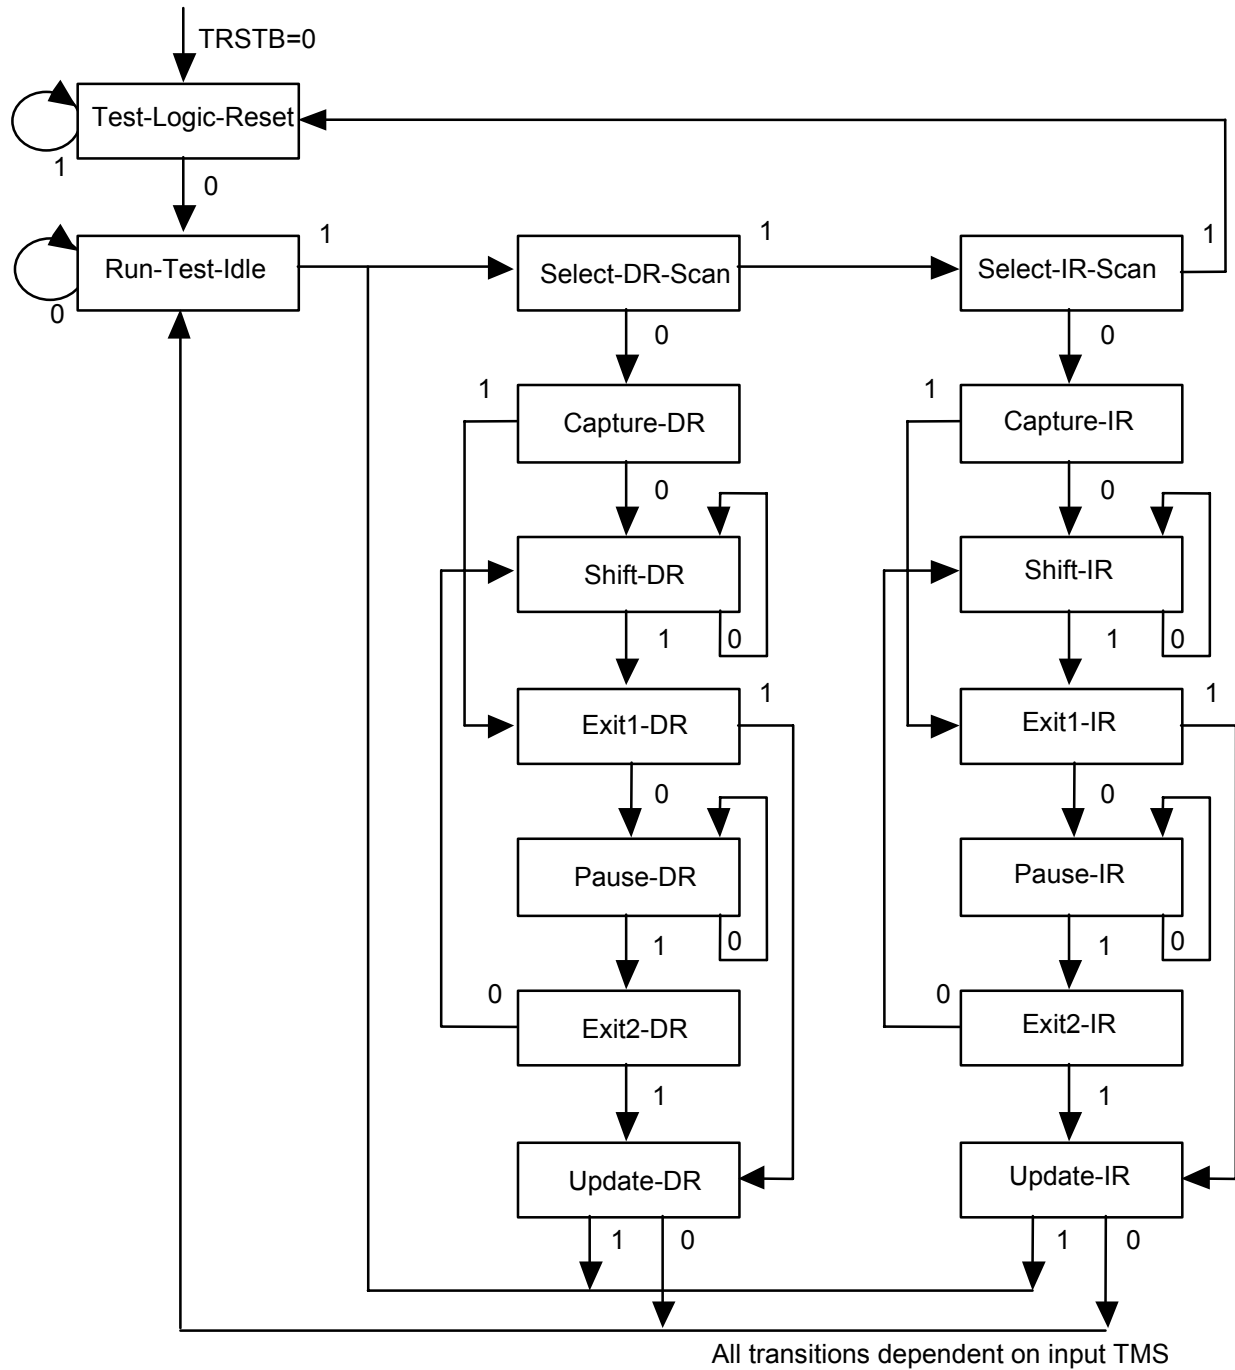 TRSTB=0
Test-Logic-Reset
1
0
Run-Test-Idle
0
1
Select-DR-Scan
1
Select-IR-Scan
1
0
0
1
Capture-DR
1
Capture-IR
0
0
Shift-DR
Shift-IR
1
0
1
0
Exit1-DR
1
Exit1-IR
1
0
0
Pause-DR
Pause-IR
1
0
1
0
0
Exit2-DR
0
Exit2-IR
1
1
Update-DR
Update-IR
1
0
1
0
All transitions dependent on input TMS